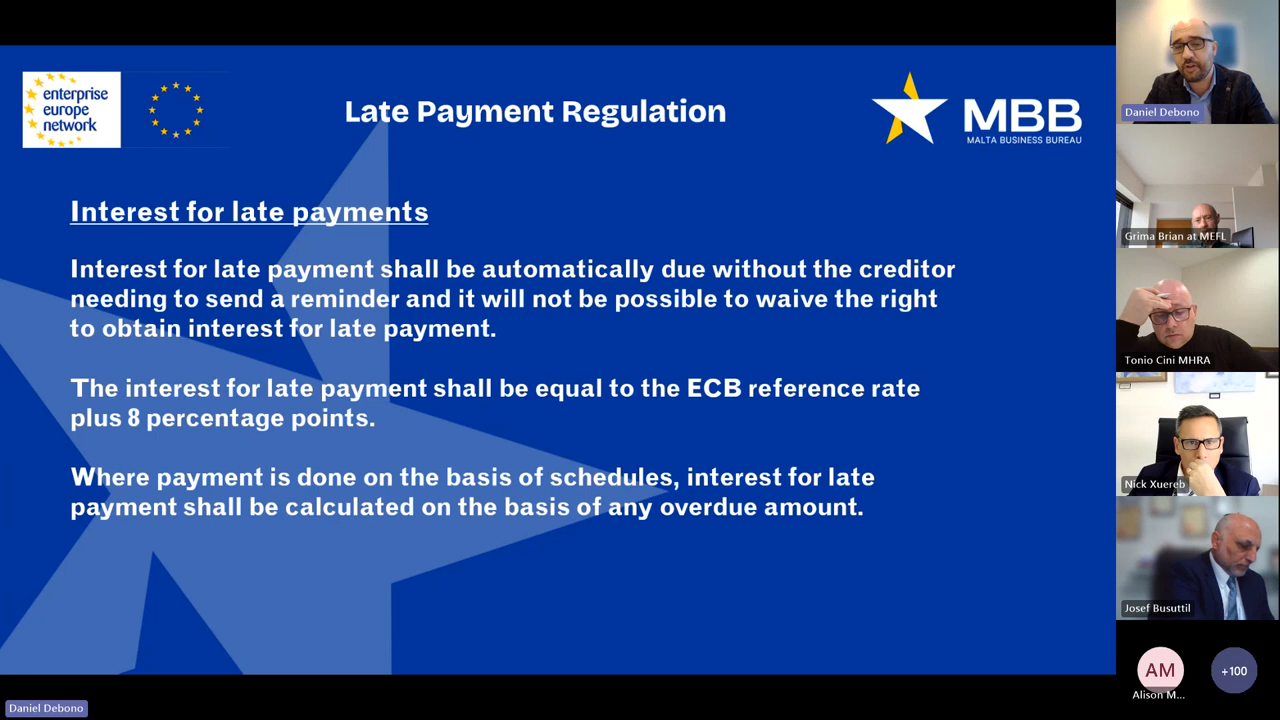 enterprise
europe
network
Late Payment Regulation
MBB
MALTA BUSINESS BUREAU
Interest for late payments
Interest for late payment shall be automatically due without the creditor
needing to send a reminder and it will not be possible to waive the right
to obtain interest for late payment.
The interest for late payment shall be equal to the ECB reference rate
plus 8 percentage points.
Where payment is done on the basis of schedules, interest for late
payment shall be calculated on the basis of any overdue amount.
Daniel Debono
Grima Brian at MEFL
Tonio Cini MHRA
Nick Xuereb
Josef Busuttil
AM
+100
Alison M...
Daniel Debono